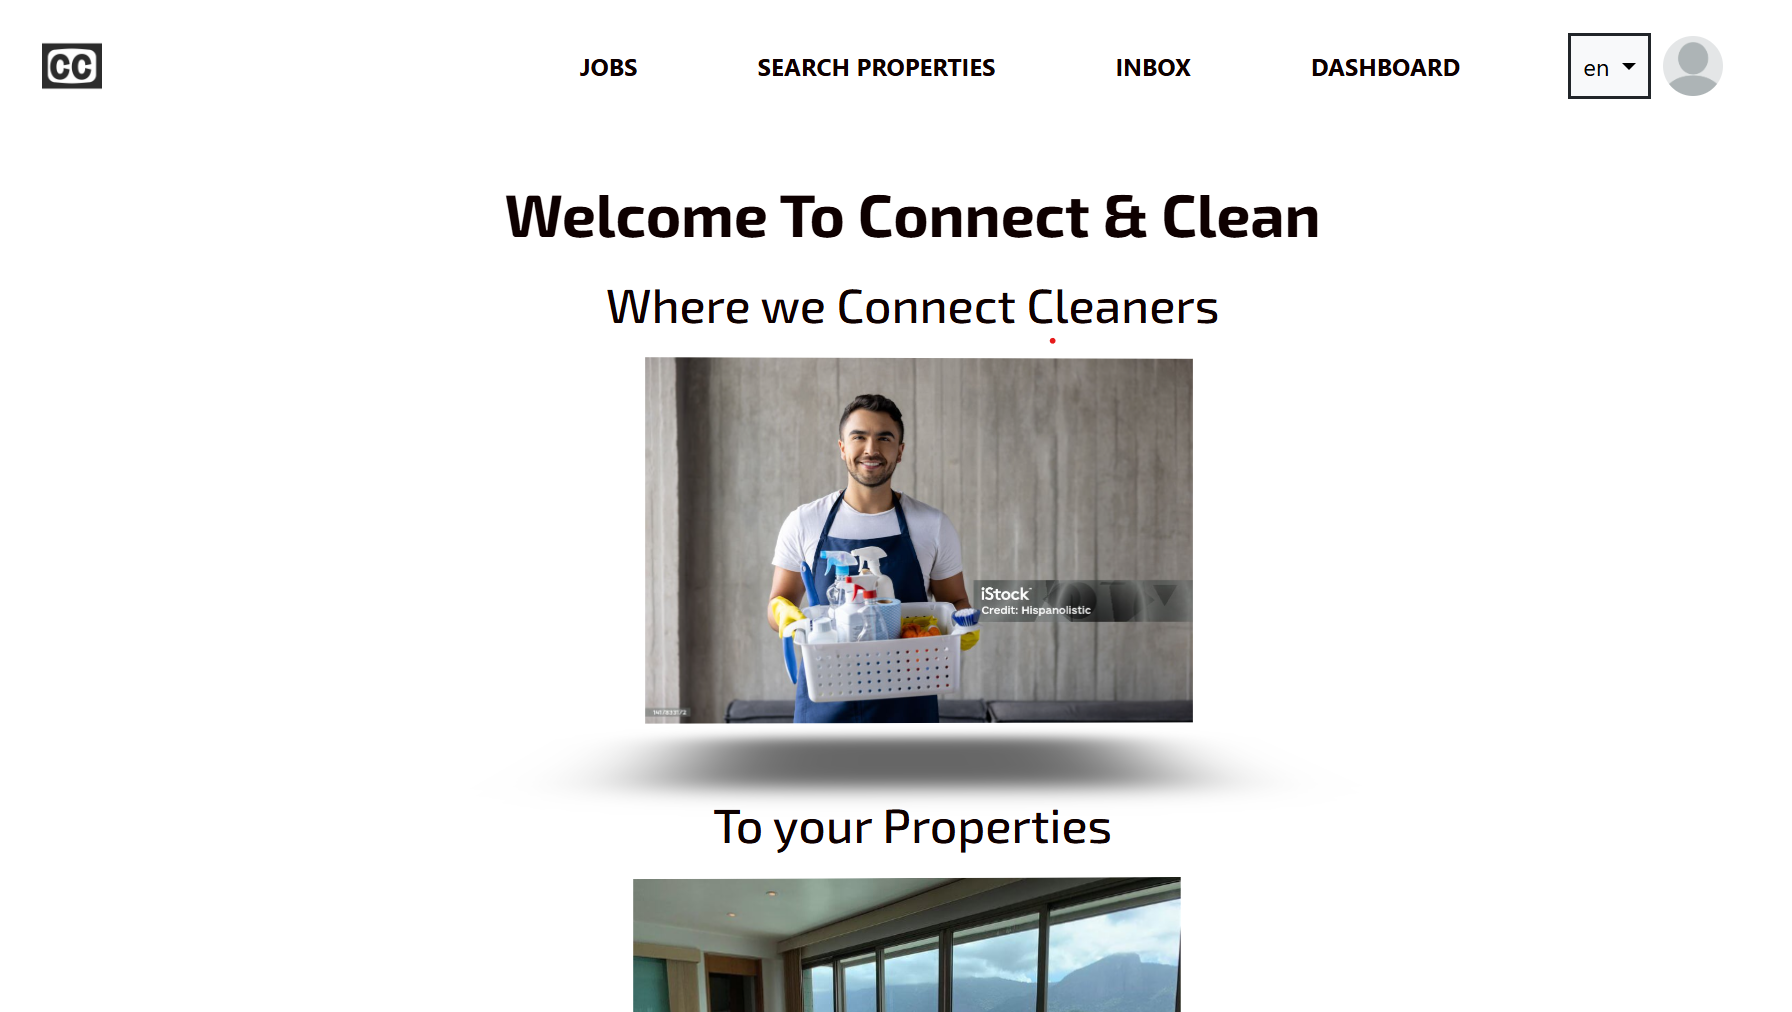 CC
JOBS
SEARCH PROPERTIES
INBOX
DASHBOARD
en
Welcome To Connect & Clean
Where we Connect Cleaners
iStock
Credit: Hispanolistic
To your Properties